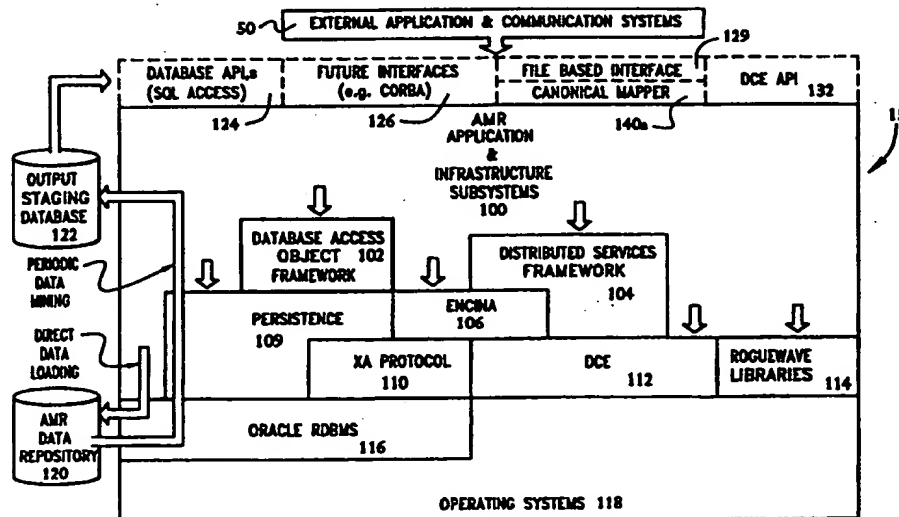 50
EXTERNAL APPLICATION & COMMUNICATION SYSTEMS
129
DATABASE API,s
(SQL ACCESS)
124
FUTURE INTERFACES
(e.g. CORBA)
126
FILE BASED INTERFACE
CANONICAL MAPPER
140a
DCE API
132
AMR
APPLICATION
&
INFRASTRUCTURE
SUBSYSTEMS
100
OUTPUT
STAGING
DATABASE
122
DATABASE ACCESS
OBJECT 102
FRAMEWORK
DISTRIBUTED SERVICES
FRAMEWORK
104
PERIODIC
DATA
MINING
PERSISTENCE
109
ENCINA
106
DIRECT
DATA
LOADING
XA PROTOCOL
110
DCE
112
ROGUEWAVE
LIBRARIES
114
AMR
DATA
REPOSITORY
120
ORACLE RDBMS
116
OPERATING SYSTEMS 118